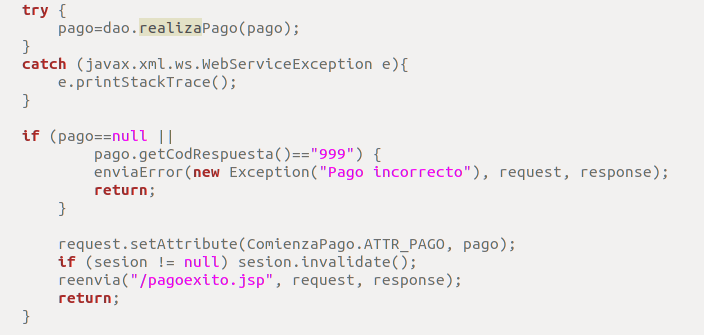 try {
    pago=dao.realizaPago(pago);
}
catch (javax.xml.ws.WebServiceException e){
    e.printStackTrace();
}
if (pago==null ||
        pago.getCodRespuesta()=="999") {
        enviaError(new Exception("Pago incorrecto"), request, response);
        return;
    }
    request.setAttribute(ComienzaPago.ATTR_PAGO, pago);
    if (sesion != null) sesion.invalidate();
    reenvia("/pagoexito.jsp", request, response);
    return;
}